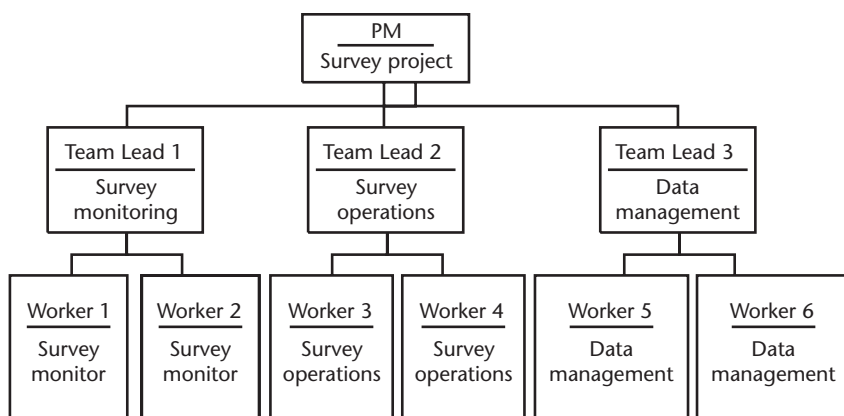 PM
Survey project
Team Lead 1
Survey
monitoring
Team Lead 2
Survey
operations
Team Lead 3
Data
management
Worker 1
Survey
monitor
Worker 2
Survey
monitor
Worker 3
Survey
operations
Worker 4
Survey
operations
Worker 5
Data
management
Worker 6
Data
management